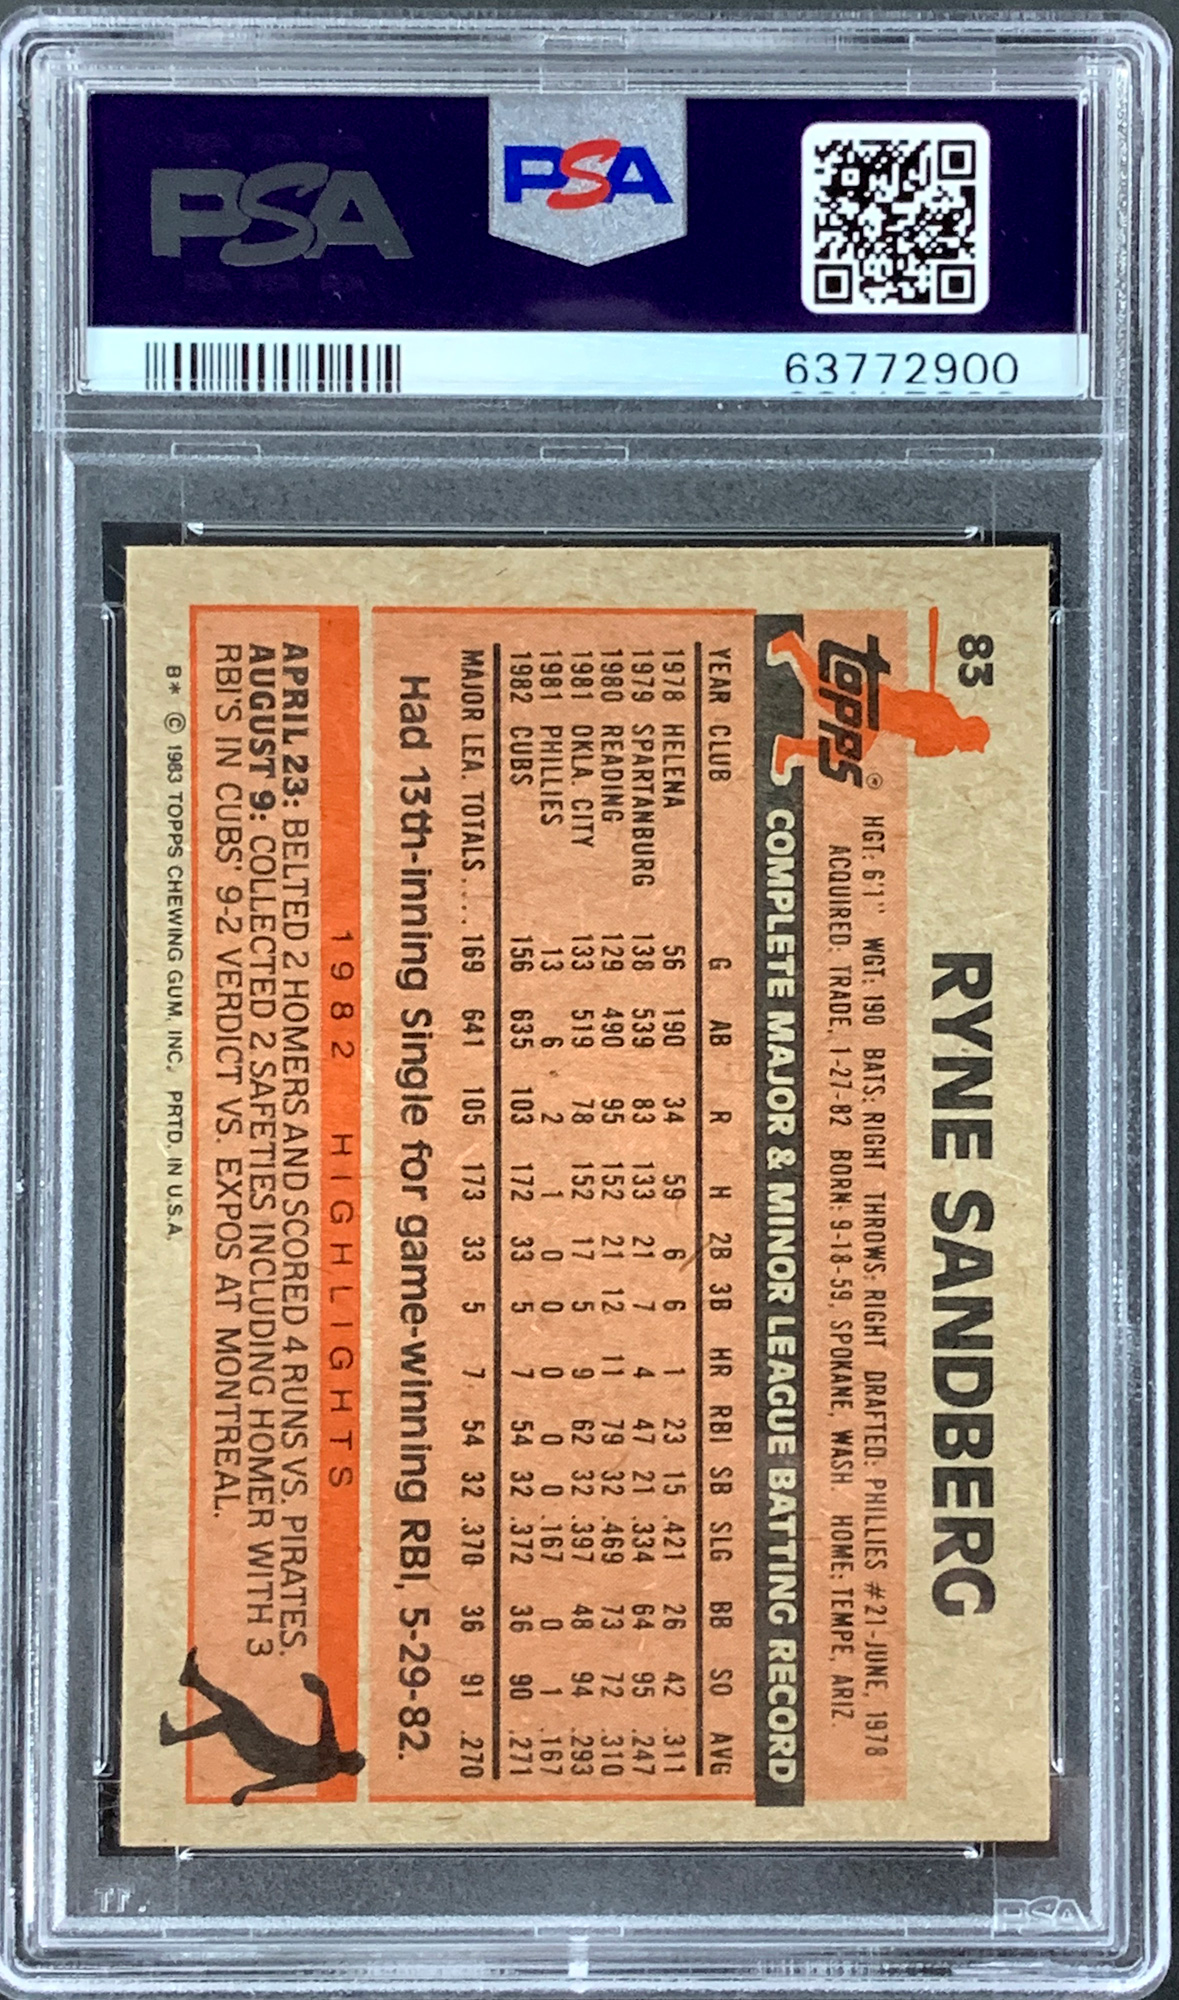 PSA
PSA
63772900
83
RYNE SANDBERG
topps®
HGT: 6'1" WGT: 190 BATS: RIGHT THROWS: RIGHT DRAFTED: PHILLIES #21-JUNE, 1978
ACQUIRED: TRADE, 1-27-82 BORN: 9-18-59, SPOKANE, WASH. HOME: TEMPE, ARIZ.
COMPLETE MAJOR & MINOR LEAGUE BATTING RECORD
YEAR CLUB G AB R H 2B 3B HR RBI SB SLG BB SO AVG
1978 HELENA 56 190 34 59 6 6 1 23 15 .421 26 42 .311
1979 SPARTANBURG 138 539 83 133 21 7 4 47 21 .334 64 95 .247
1980 READING 129 490 95 152 21 12 11 79 32 .469 73 72 .310
1981 OKLA. CITY 133 519 78 152 17 5 9 62 32 .397 48 94 .293
1981 PHILLIES 13 6 2 1 0 0 0 0 0 .167 0 1 .167
1982 CUBS 156 635 103 172 33 5 7 54 32 .372 36 90 .271
MAJOR LEA. TOTALS..... 169 641 105 173 33 5 7 54 32 .370 36 91 .270
Had 13th-inning Single for game-winning RBI, 5-29-82.
1982 HIGHLIGHTS
APRIL 23: BELTED 2 HOMERS AND SCORED 4 RUNS VS. PIRATES.
AUGUST 9: COLLECTED 2 SAFETIES INCLUDING HOMER WITH 3
RBI'S IN CUBS' 9-2 VERDICT VS. EXPOS AT MONTREAL.
B* © 1983 TOPPS CHEWING GUM, INC. PRTD. IN U.S.A.
PSA